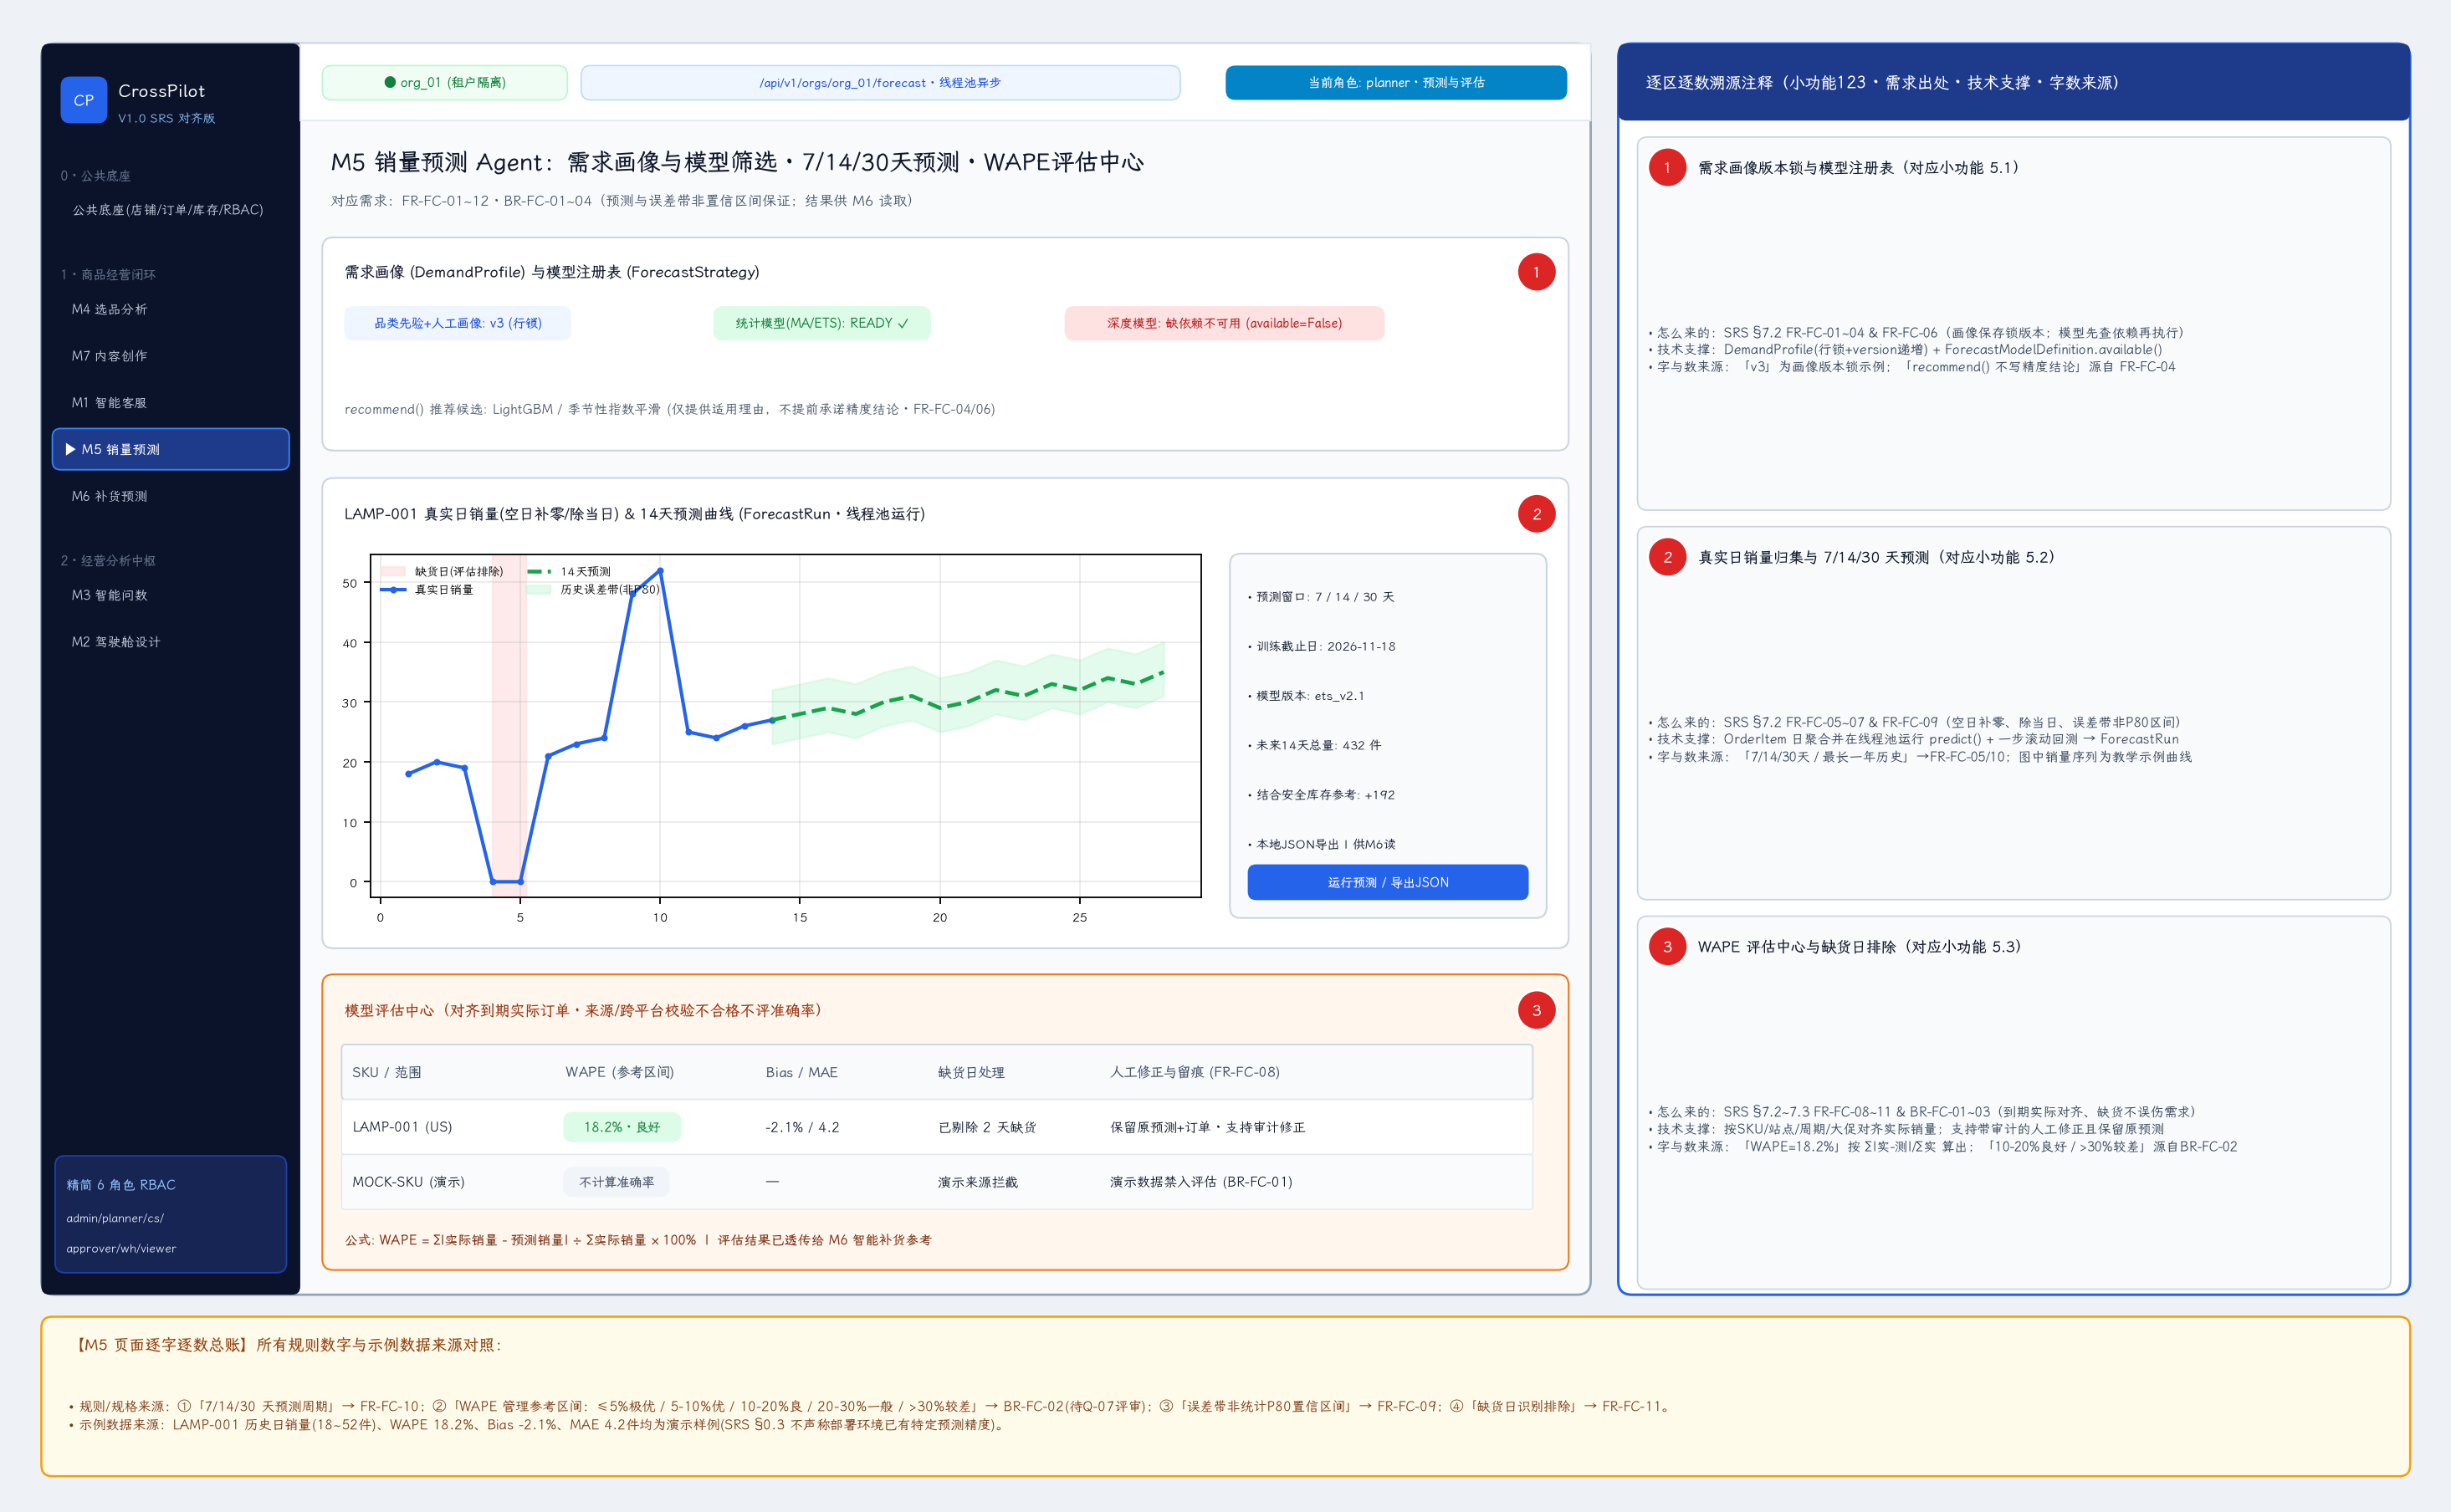 CP
CrossPilot
V1.0 SRS 对齐版
0·公共底座
公共底座(店铺/订单/库存/RBAC)
1·商品经营闭环
M4 选品分析
M7 内容创作
M1 智能客服
▶ M5 销量预测
M6 补货预测
2·经营分析中枢
M3 智能问数
M2 驾驶舱设计
精简 6 角色 RBAC
admin/planner/cs/
approver/wh/viewer
● org_01 (租户隔离)
/api/v1/orgs/org_01/forecast·线程池异步
当前角色: planner·预测与评估
M5 销量预测 Agent：需求画像与模型筛选·7/14/30天预测·WAPE评估中心
对应需求：FR-FC-01~12·BR-FC-01~04（预测与误差带非置信区间保证；结果供 M6 读取）
需求画像 (DemandProfile) 与模型注册表 (ForecastStrategy)
1
品类先验+人工画像: v3 (行锁)
统计模型(MA/ETS): READY ✓
深度模型: 缺依赖不可用 (available=False)
recommend() 推荐候选: LightGBM / 季节性指数平滑 (仅提供适用理由，不提前承诺精度结论·FR-FC-04/06)
LAMP-001 真实日销量(空日补零/除当日) & 14天预测曲线 (ForecastRun·线程池运行)
2
缺货日(评估排除)
真实日销量
14天预测
历史误差带(非P80)
50
40
30
20
10
0
0 5 10 15 20 25
• 预测窗口: 7 / 14 / 30 天
• 训练截止日: 2026-11-18
• 模型版本: ets_v2.1
• 未来14天总量: 432 件
• 结合安全库存参考: +192
• 本地JSON导出 | 供M6读
运行预测 / 导出JSON
模型评估中心（对齐到期实际订单·来源/跨平台校验不合格不评准确率）
3
SKU / 范围 WAPE (参考区间) Bias / MAE 缺货日处理 人工修正与留痕 (FR-FC-08)
LAMP-001 (US) 18.2%·良好 -2.1% / 4.2 已剔除 2 天缺货 保留原预测+订单·支持审计修正
MOCK-SKU (演示) 不计算准确率 — 演示来源拦截 演示数据禁入评估 (BR-FC-01)
公式: WAPE = Σ|实际销量 - 预测销量| ÷ Σ实际销量 × 100% | 评估结果已透传给 M6 智能补货参考
逐区逐数溯源注释（小功能123·需求出处·技术支撑·字数来源）
1
需求画像版本锁与模型注册表（对应小功能 5.1）
• 怎么来的：SRS §7.2 FR-FC-01~04 & FR-FC-06（画像保存锁版本；模型先查依赖再执行）
• 技术支撑：DemandProfile(行锁+version递增) + ForecastModelDefinition.available()
• 字与数来源：「v3」为画像版本锁示例；「recommend() 不写精度结论」源自 FR-FC-04
2
真实日销量归集与 7/14/30 天预测（对应小功能 5.2）
• 怎么来的：SRS §7.2 FR-FC-05~07 & FR-FC-09（空日补零、除当日、误差带非P80区间）
• 技术支撑：OrderItem 日聚合并在线程池运行 predict() + 一步滚动回测 → ForecastRun
• 字与数来源：「7/14/30天 / 最长一年历史」→FR-FC-05/10；图中销量序列为教学示例曲线
3
WAPE 评估中心与缺货日排除（对应小功能 5.3）
• 怎么来的：SRS §7.2~7.3 FR-FC-08~11 & BR-FC-01~03（到期实际对齐、缺货不误伤需求）
• 技术支撑：按SKU/站点/周期/大促对齐实际销量；支持带审计的人工修正且保留原预测
• 字与数来源：「WAPE=18.2%」按 Σ|实-测|/Σ实 算出；「10-20%良好 / >30%较差」源自BR-FC-02
【M5 页面逐字逐数总账】所有规则数字与示例数据来源对照：
• 规则/规格来源：①「7/14/30 天预测周期」→ FR-FC-10；②「WAPE 管理参考区间：≤5%极优 / 5-10%优 / 10-20%良 / 20-30%一般 / >30%较差」→ BR-FC-02(待Q-07评审)；③「误差带非统计P80置信区间」→ FR-FC-09；④「缺货日识别排除」→ FR-FC-11。
• 示例数据来源：LAMP-001 历史日销量(18~52件)、WAPE 18.2%、Bias -2.1%、MAE 4.2件均为演示样例(SRS §0.3 不声称部署环境已有特定预测精度)。